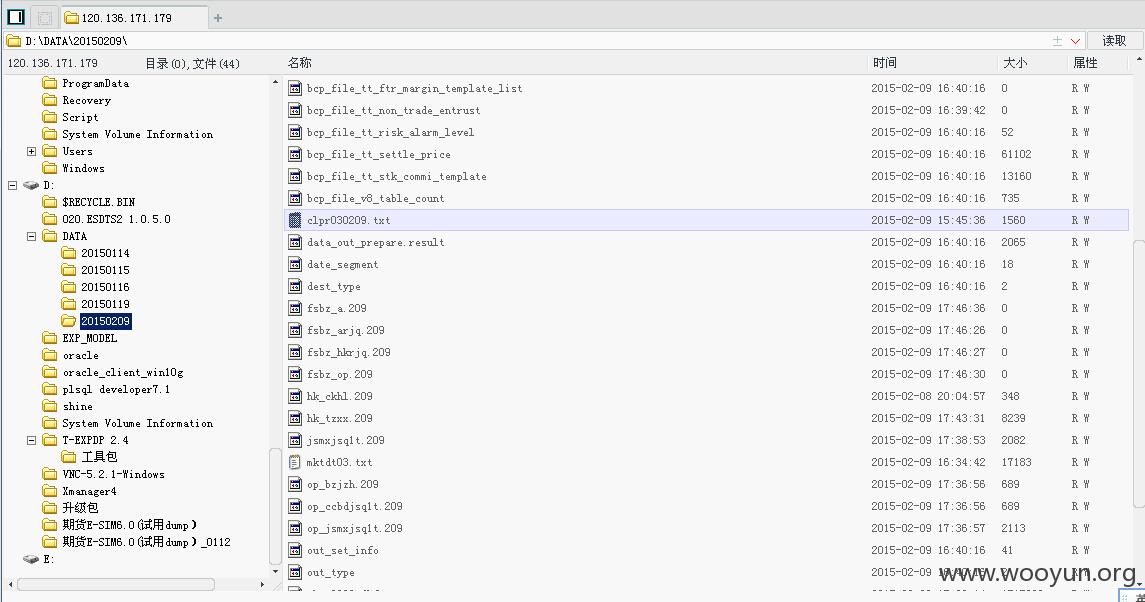 120.136.171.179
D:\DATA\20150209\ 读取
120.136.171.179 目录(0),文件(44) 名称 时间 大小 属性
ProgramData
Recovery
Script
System Volume Information
Users
Windows
D:
$RECYCLE.BIN
020.ESDTS2 1.0.5.0
DATA
20150114
20150115
20150116
20150119
20150209
EXP_MODEL
oracle
oracle_client_win10g
plsql developer7.1
shine
System Volume Information
T-EXPDP 2.4
工具包
VNC-5.2.1-Windows
Xmanager4
升级包
期货E-SIM6.0(试用dump)
期货E-SIM6.0(试用dump)_0112
E:
bcp_file_tt_ftr_margin_template_list 2015-02-09 16:40:16 0 R W
bcp_file_tt_non_trade_entrust 2015-02-09 16:39:42 0 R W
bcp_file_tt_risk_alarm_level 2015-02-09 16:40:16 52 R W
bcp_file_tt_settle_price 2015-02-09 16:40:16 61102 R W
bcp_file_tt_stk_commi_template 2015-02-09 16:40:16 13160 R W
bcp_file_v8_table_count 2015-02-09 16:40:16 735 R W
clpr030209.txt 2015-02-09 15:45:36 1560 R W
data_out_prepare.result 2015-02-09 16:40:16 2065 R W
date_segment 2015-02-09 16:40:16 18 R W
dest_type 2015-02-09 16:40:16 2 R W
fsbz_a.209 2015-02-09 17:46:36 0 R W
fsbz_arjq.209 2015-02-09 17:46:26 0 R W
fsbz_hkrjq.209 2015-02-09 17:46:27 0 R W
fsbz_op.209 2015-02-09 17:46:30 0 R W
hk_ckhl.209 2015-02-08 20:04:57 348 R W
hk_tzxx.209 2015-02-09 17:43:31 8239 R W
jsmxjsq1t.209 2015-02-09 17:38:53 2082 R W
mktdt03.txt 2015-02-09 16:34:42 17183 R W
op_bzjzh.209 2015-02-09 17:36:56 689 R W
op_ccbdjsq1t.209 2015-02-09 17:36:56 689 R W
op_jsmxjsq1t.209 2015-02-09 17:36:57 2113 R W
out_set_info 2015-02-09 16:40:16 41 R W
out_type 2015-02-09
www.wooyun.org